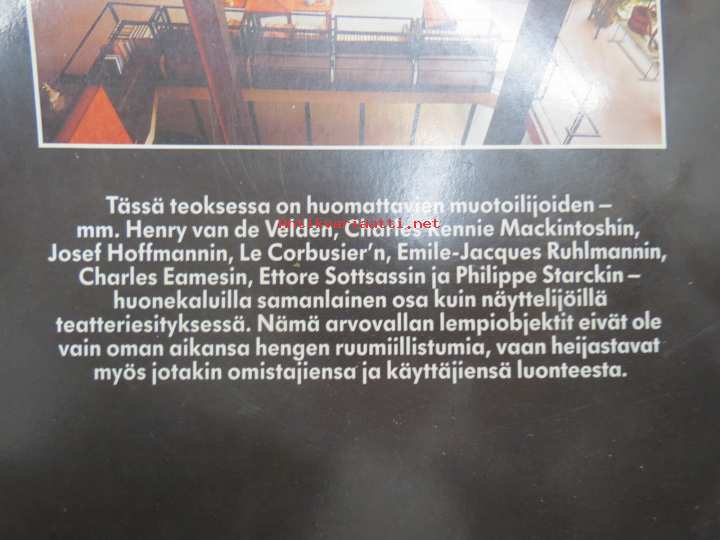 Tässä teoksessa on huomattavien muotoilijoiden –
Antikvariaatti.net
mm. Henry van de Velden, Charles Rennie Mackintoshin,
Josef Hoffmannin, Le Corbusier'n, Emile-Jacques Ruhlmannin,
Charles Eamesin, Ettore Sottsassin ja Philippe Starckin –
huonekaluilla samanlainen osa kuin näyttelijöillä
teatteriesityksessä. Nämä arvovallan lempiobjektit eivät ole
vain oman aikansa hengen ruumiillistumia, vaan heijastavat
myös jotakin omistajiensa ja käyttäjiensä luonteesta.